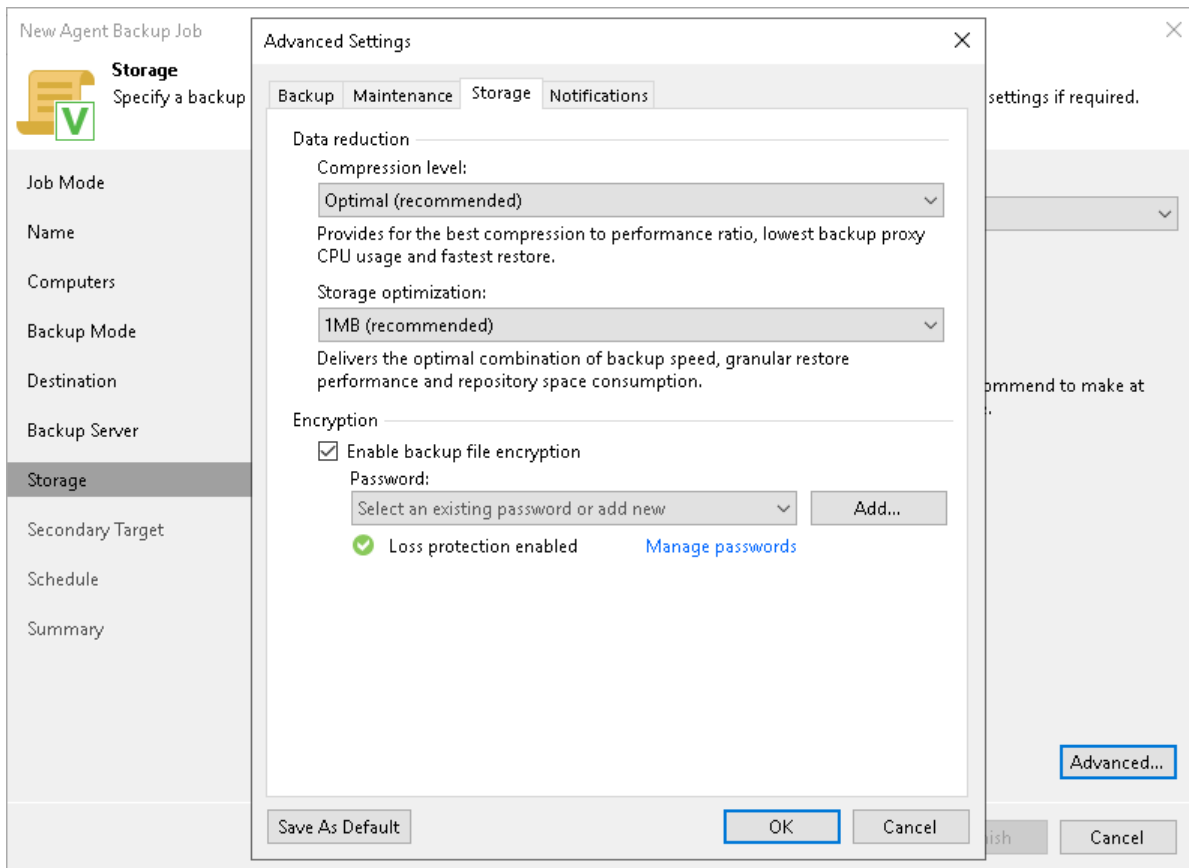 New Agent Backup Job
Storage
Specify a backup
settings if required.
Job Mode
Name
Computers
Backup Mode
Destination
Backup Server
Storage
Secondary Target
Schedule
Summary
Advanced Settings
Backup Maintenance Storage Notifications
Data reduction
Compression level:
Optimal (recommended)
Provides for the best compression to performance ratio, lowest backup proxy
CPU usage and fastest restore.
Storage optimization:
1MB (recommended)
Delivers the optimal combination of backup speed, granular restore
performance and repository space consumption.
Encryption
Enable backup file encryption
Password:
Select an existing password or add new
Add...
Loss protection enabled
Manage passwords
Save As Default
OK
Cancel
to make at
Advanced...
Cancel